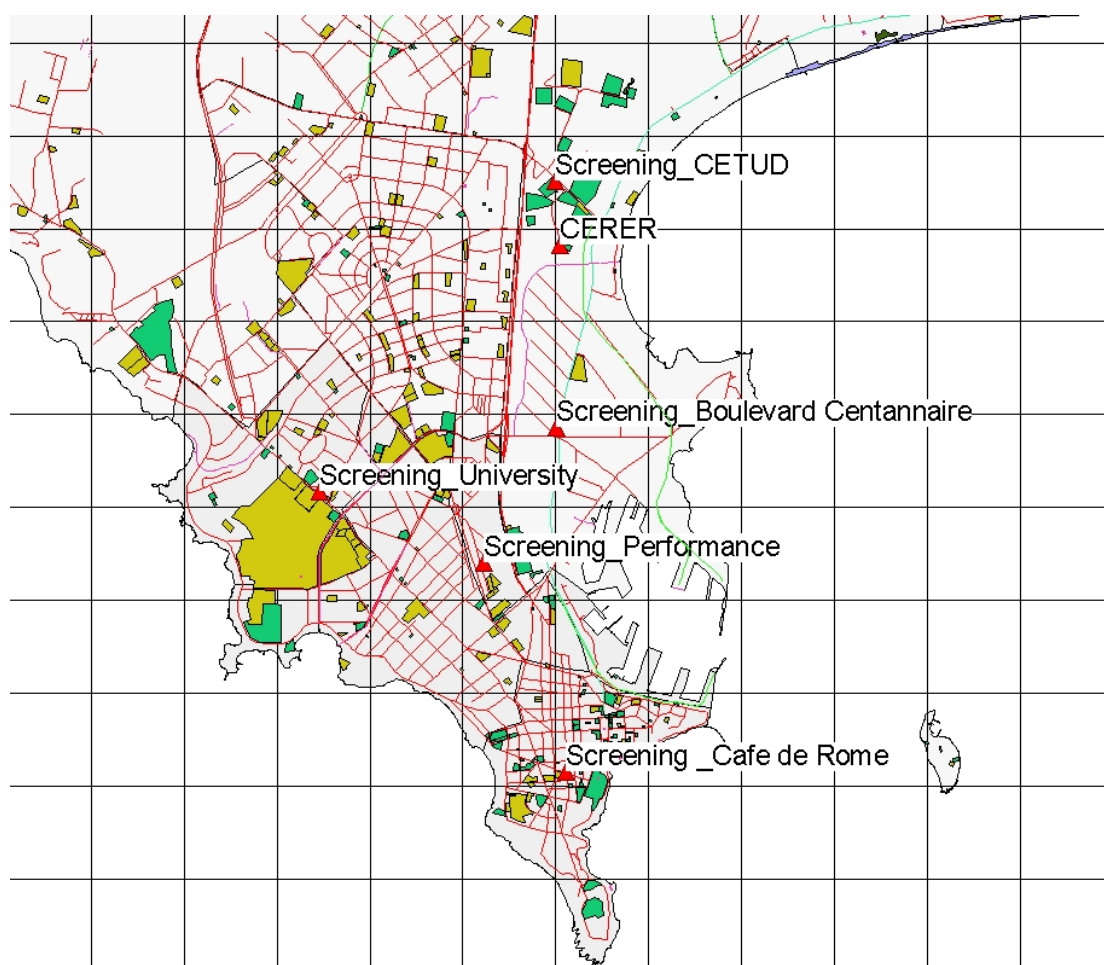 Screening_CETUD
CERER
Screening_Boulevard Centannaire
Screening_University
Screening_Performance
Screening _Cafe de Rome